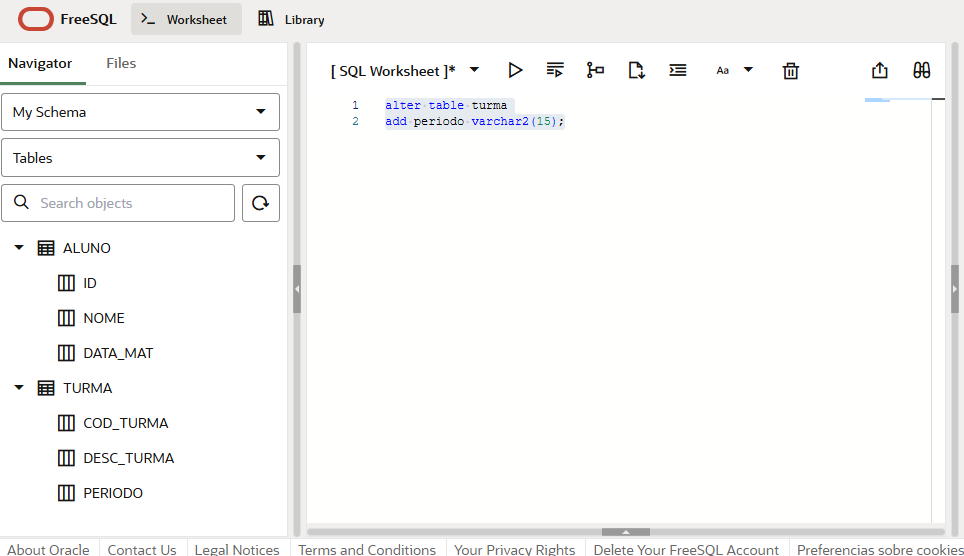 FreeSQL Worksheet Library
Navigator Files
My Schema
Tables
Search objects
ALUNO
ID
NOME
DATA_MAT
TURMA
COD_TURMA
DESC_TURMA
PERIODO
[ SQL Worksheet ]* Aa
1 alter table turma
2 add periodo varchar2(15);
About Oracle Contact Us Legal Notices Terms and Conditions Your Privacy Rights Delete Your FreeSQL Account Preferencias sobre cookies